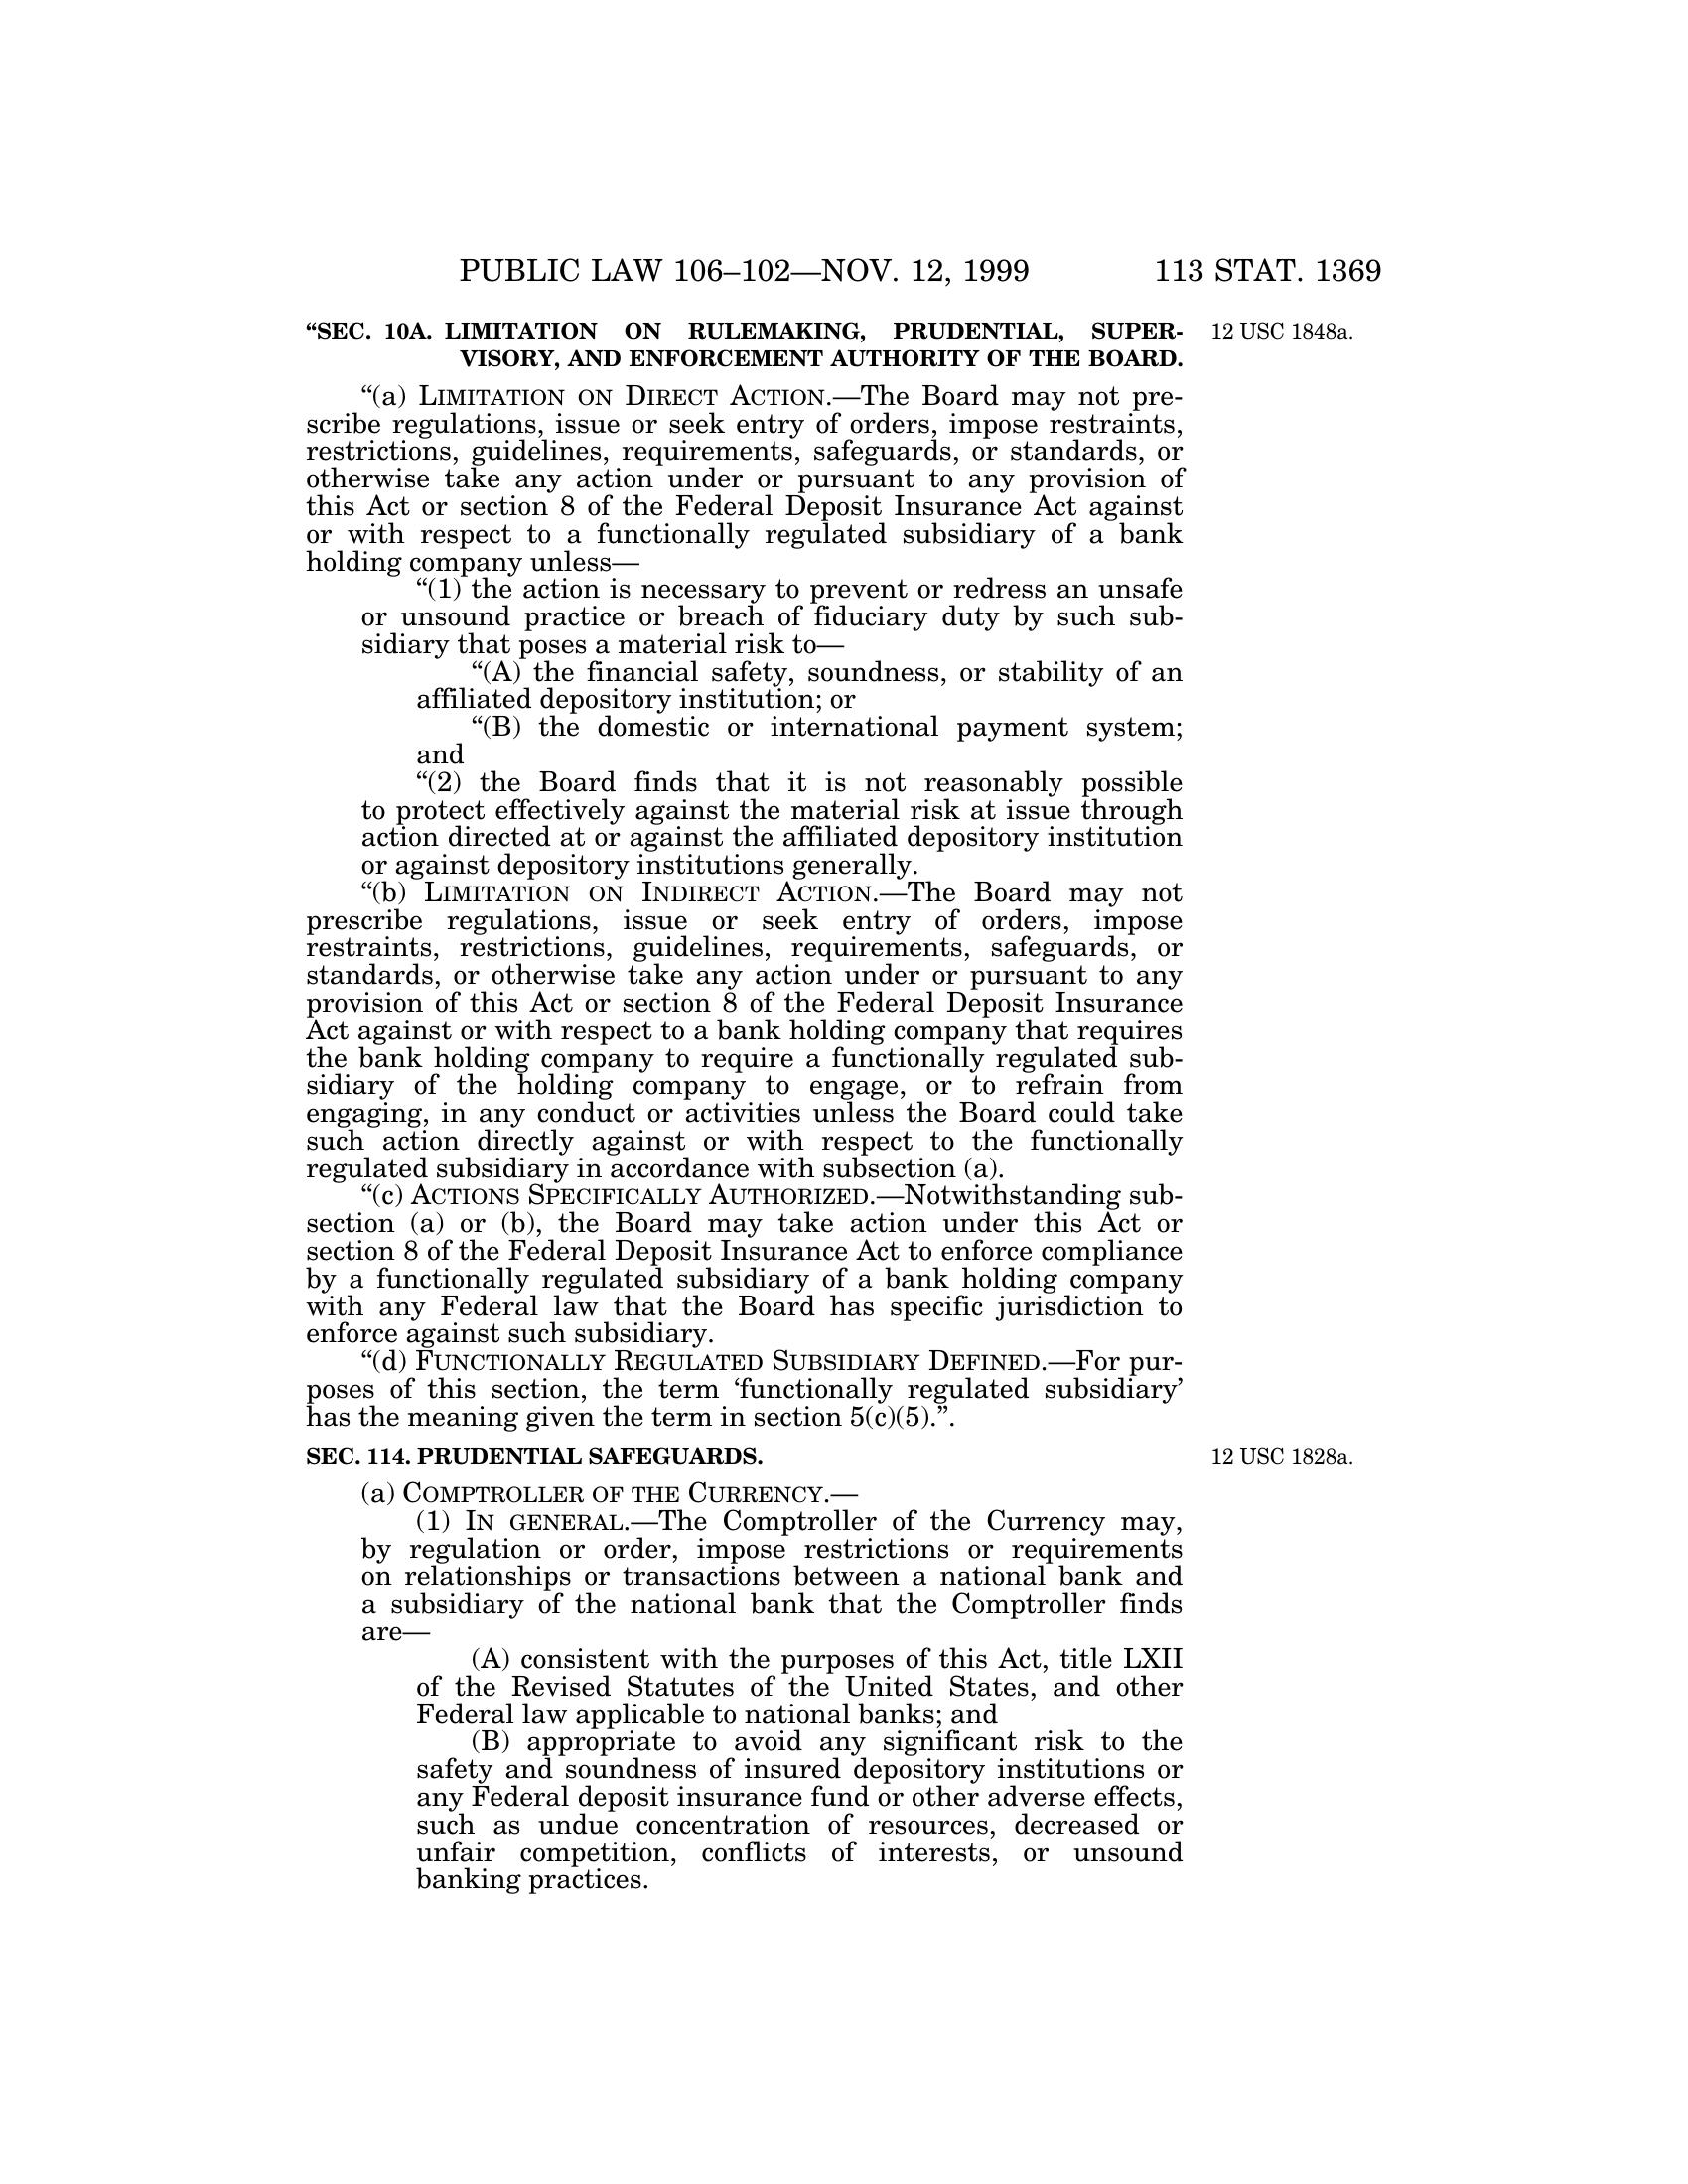 PUBLIC LAW 106–102—NOV. 12, 1999 113 STAT. 1369
“SEC. 10A. LIMITATION ON RULEMAKING, PRUDENTIAL, SUPER-
VISORY, AND ENFORCEMENT AUTHORITY OF THE BOARD.
12 USC 1848a.
“(a) LIMITATION ON DIRECT ACTION.—The Board may not pre-
scribe regulations, issue or seek entry of orders, impose restraints,
restrictions, guidelines, requirements, safeguards, or standards, or
otherwise take any action under or pursuant to any provision of
this Act or section 8 of the Federal Deposit Insurance Act against
or with respect to a functionally regulated subsidiary of a bank
holding company unless—
“(1) the action is necessary to prevent or redress an unsafe
or unsound practice or breach of fiduciary duty by such sub-
sidiary that poses a material risk to—
“(A) the financial safety, soundness, or stability of an
affiliated depository institution; or
“(B) the domestic or international payment system;
and
“(2) the Board finds that it is not reasonably possible
to protect effectively against the material risk at issue through
action directed at or against the affiliated depository institution
or against depository institutions generally.
“(b) LIMITATION ON INDIRECT ACTION.—The Board may not
prescribe regulations, issue or seek entry of orders, impose
restraints, restrictions, guidelines, requirements, safeguards, or
standards, or otherwise take any action under or pursuant to any
provision of this Act or section 8 of the Federal Deposit Insurance
Act against or with respect to a bank holding company that requires
the bank holding company to require a functionally regulated sub-
sidiary of the holding company to engage, or to refrain from
engaging, in any conduct or activities unless the Board could take
such action directly against or with respect to the functionally
regulated subsidiary in accordance with subsection (a).
“(c) ACTIONS SPECIFICALLY AUTHORIZED.—Notwithstanding sub-
section (a) or (b), the Board may take action under this Act or
section 8 of the Federal Deposit Insurance Act to enforce compliance
by a functionally regulated subsidiary of a bank holding company
with any Federal law that the Board has specific jurisdiction to
enforce against such subsidiary.
“(d) FUNCTIONALLY REGULATED SUBSIDIARY DEFINED.—For pur-
poses of this section, the term ‘functionally regulated subsidiary’
has the meaning given the term in section 5(c)(5).”.
SEC. 114. PRUDENTIAL SAFEGUARDS.
12 USC 1828a.
(a) COMPTROLLER OF THE CURRENCY.—
(1) IN GENERAL.—The Comptroller of the Currency may,
by regulation or order, impose restrictions or requirements
on relationships or transactions between a national bank and
a subsidiary of the national bank that the Comptroller finds
are—
(A) consistent with the purposes of this Act, title LXII
of the Revised Statutes of the United States, and other
Federal law applicable to national banks; and
(B) appropriate to avoid any significant risk to the
safety and soundness of insured depository institutions or
any Federal deposit insurance fund or other adverse effects,
such as undue concentration of resources, decreased or
unfair competition, conflicts of interests, or unsound
banking practices.